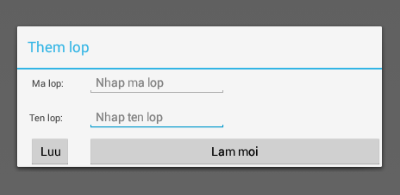 Them lop
Ma lop: Nhap ma lop
Ten lop: Nhap ten lop
Luu Lam moi